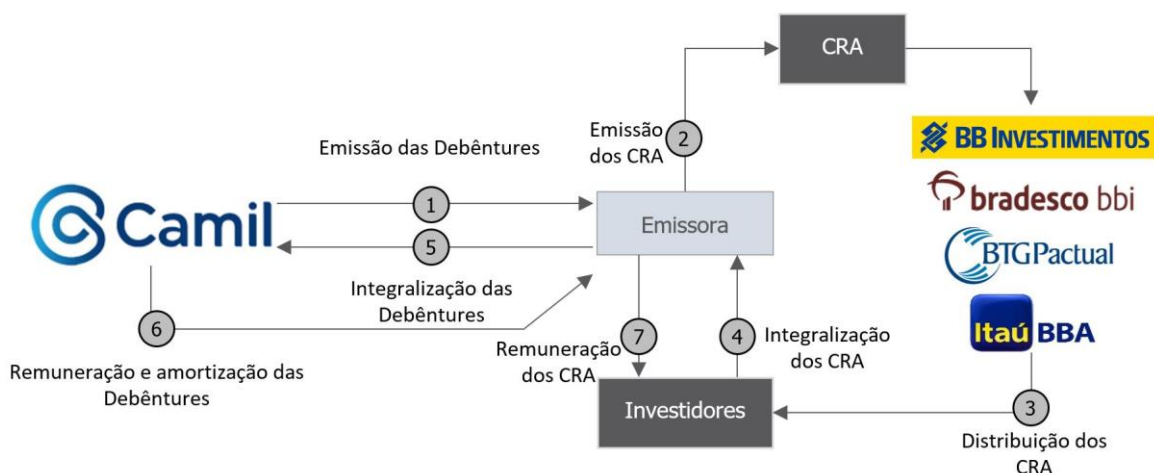 CRA
Emissão
dos CRA
2
BB INVESTIMENTOS
Emissão das Debêntures
bradesco bbi
1
Camil
Emissora
5
BTGPactual
Integralização das
Debêntures
6
7
4
Itaú BBA
Remuneração
dos CRA
Integralização
dos CRA
Remuneração e amortização das
Debêntures
Investidores
3
Distribuição dos
CRA